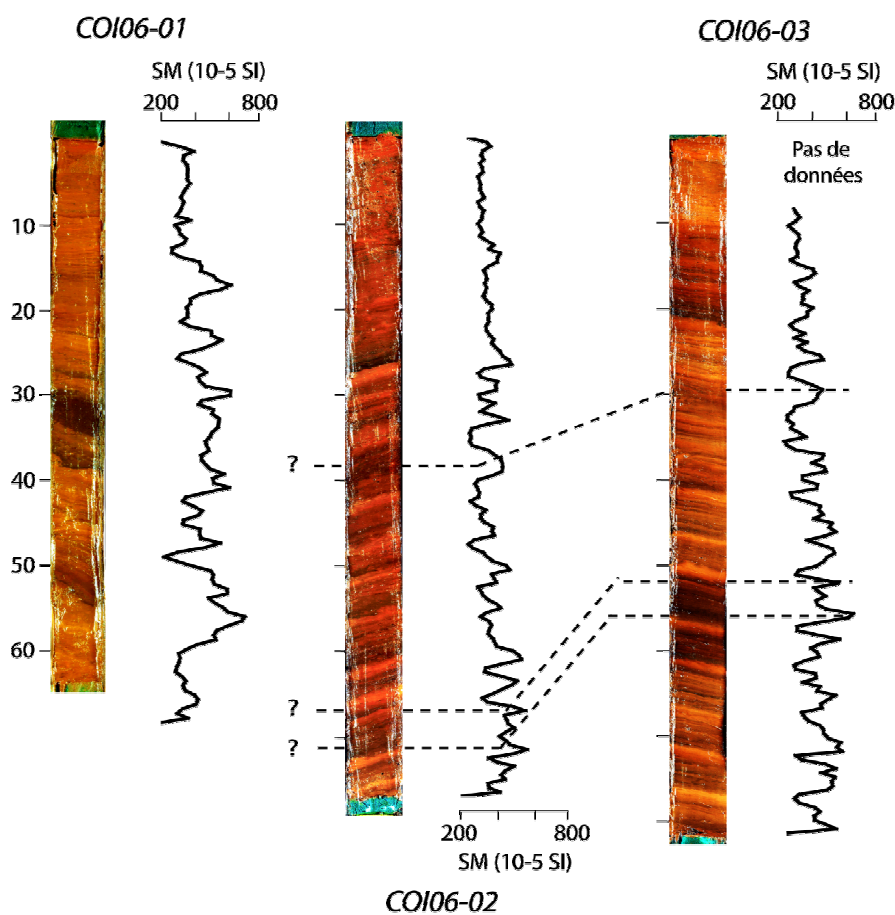 COI06-01
COI06-03
SM (10-5 SI)
200 800
SM (10-5 SI)
200 800
Pas de
données
10
20
30
40
50
60
?
?
?
200 800
SM (10-5 SI)
COI06-02